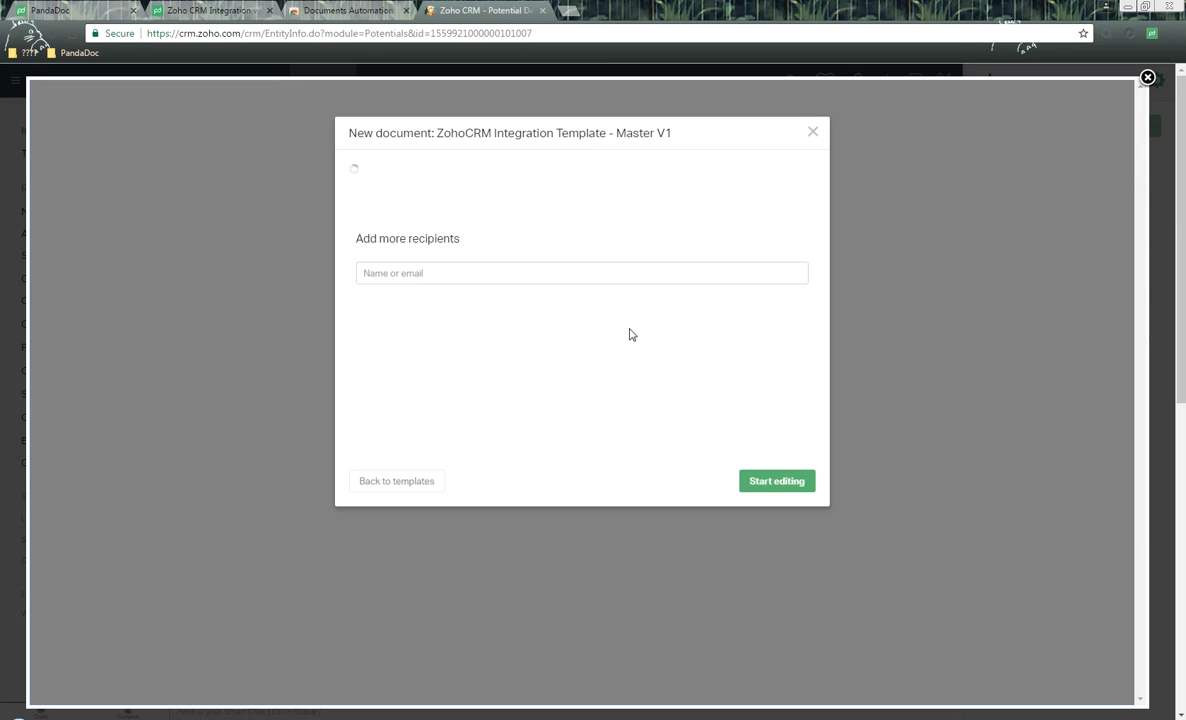 PandaDoc
Zoho CRM Integration
Documents Automation
Zoho CRM - Potential D
Secure
https://crm.zoho.com/crm/EntityInfo.do?module=Potentials&id=1559921000000101007
????
PandaDoc
New document: ZohoCRM Integration Template - Master V1
Add more recipients
Name or email
Back to templates
Start editing